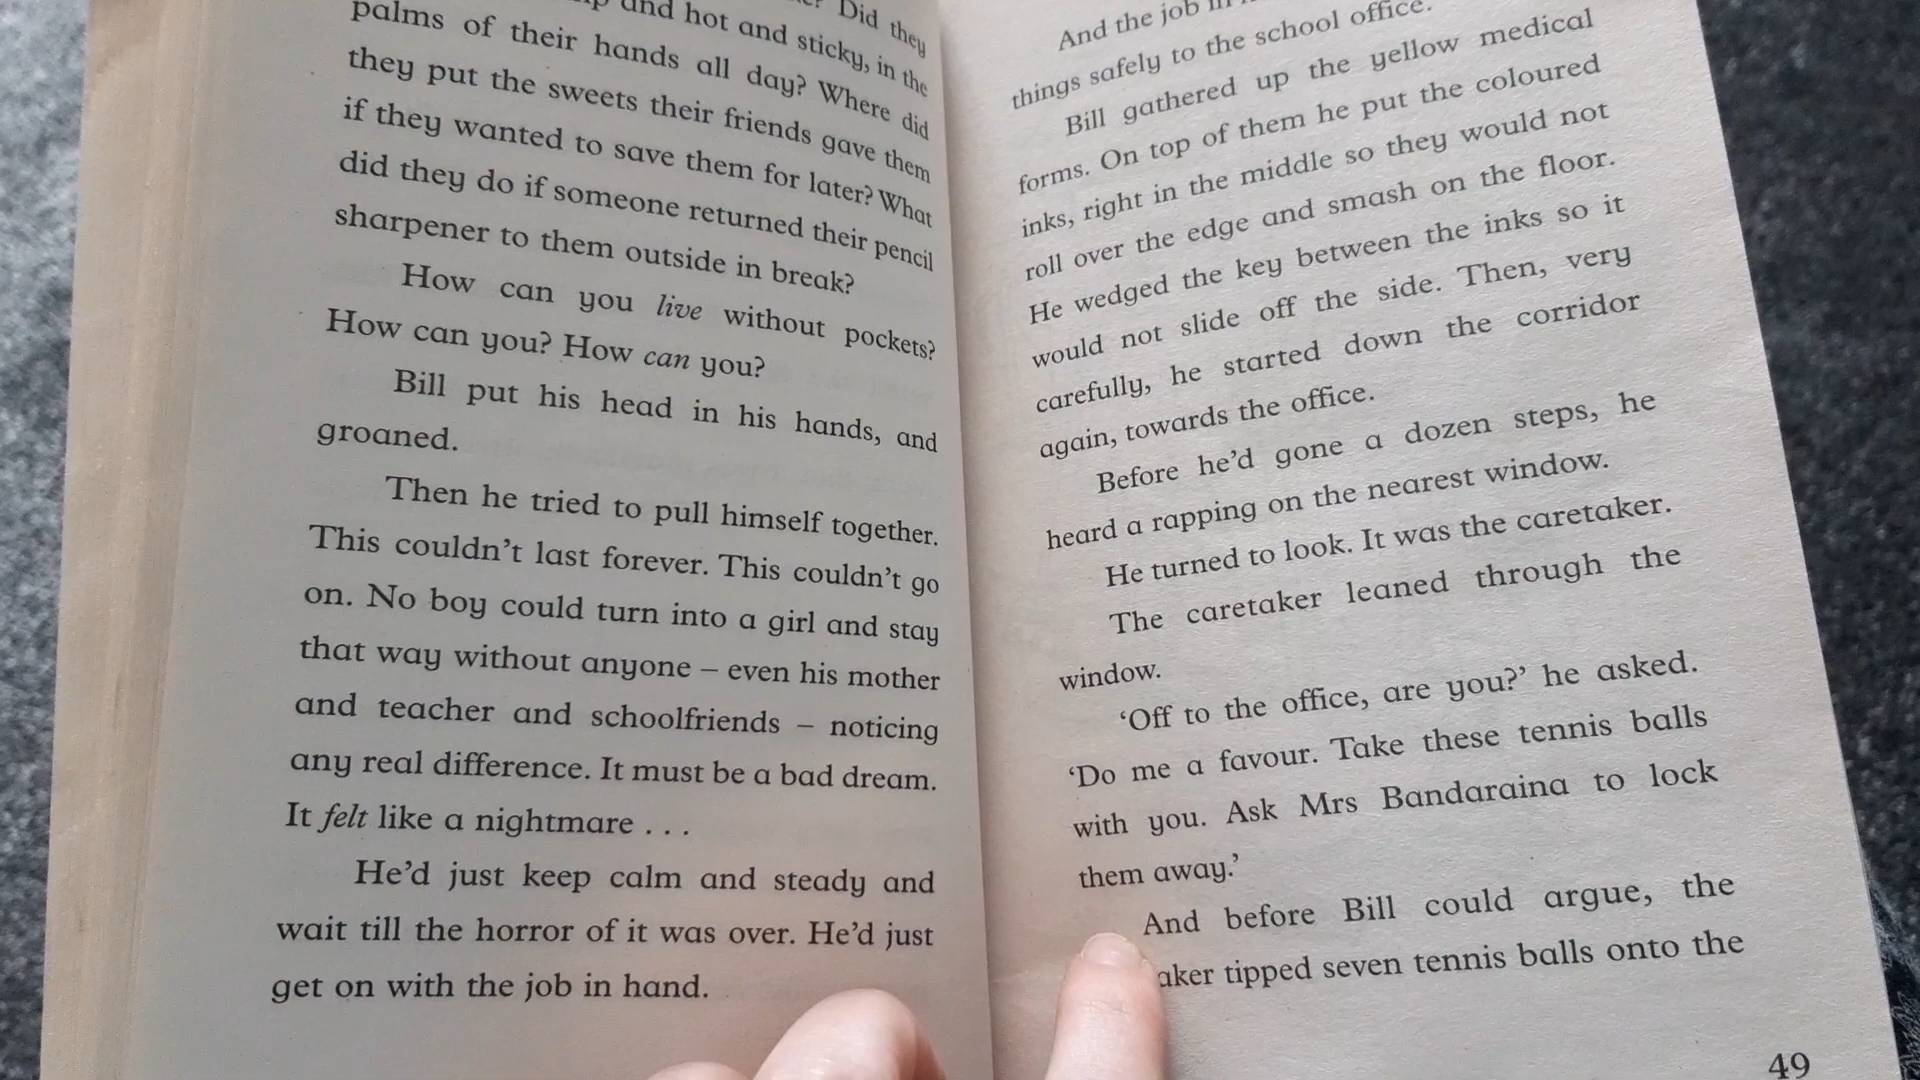 Did they
and hot and sticky, in the
palms of their hands all day? Where did
they put the sweets their friends gave them
if they wanted to save them for later? What
did they do if someone returned their pencil
sharpener to them outside in break?
How can you live without pockets?
How can you? How can you?
Bill put his head in his hands, and
groaned.
Then he tried to pull himself together.
This couldn't last forever. This couldn't go
on. No boy could turn into a girl and stay
that way without anyone – even his mother
and teacher and schoolfriends – noticing
any real difference. It must be a bad dream.
It felt like a nightmare . . .
He'd just keep calm and steady and
wait till the horror of it was over. He'd just
get on with the job in hand.
And the job
things safely to the school office.
Bill gathered up the yellow medical
forms. On top of them he put the coloured
inks, right in the middle so they would not
roll over the edge and smash on the floor.
He wedged the key between the inks so it
would not slide off the side. Then, very
carefully, he started down the corridor
again, towards the office.
Before he'd gone a dozen steps, he
heard a rapping on the nearest window.
He turned to look. It was the caretaker.
The caretaker leaned through the
window.
'Off to the office, are you?' he asked.
'Do me a favour. Take these tennis balls
with you. Ask Mrs Bandaraina to lock
them away.'
And before Bill could argue, the
aker tipped seven tennis balls onto the
49